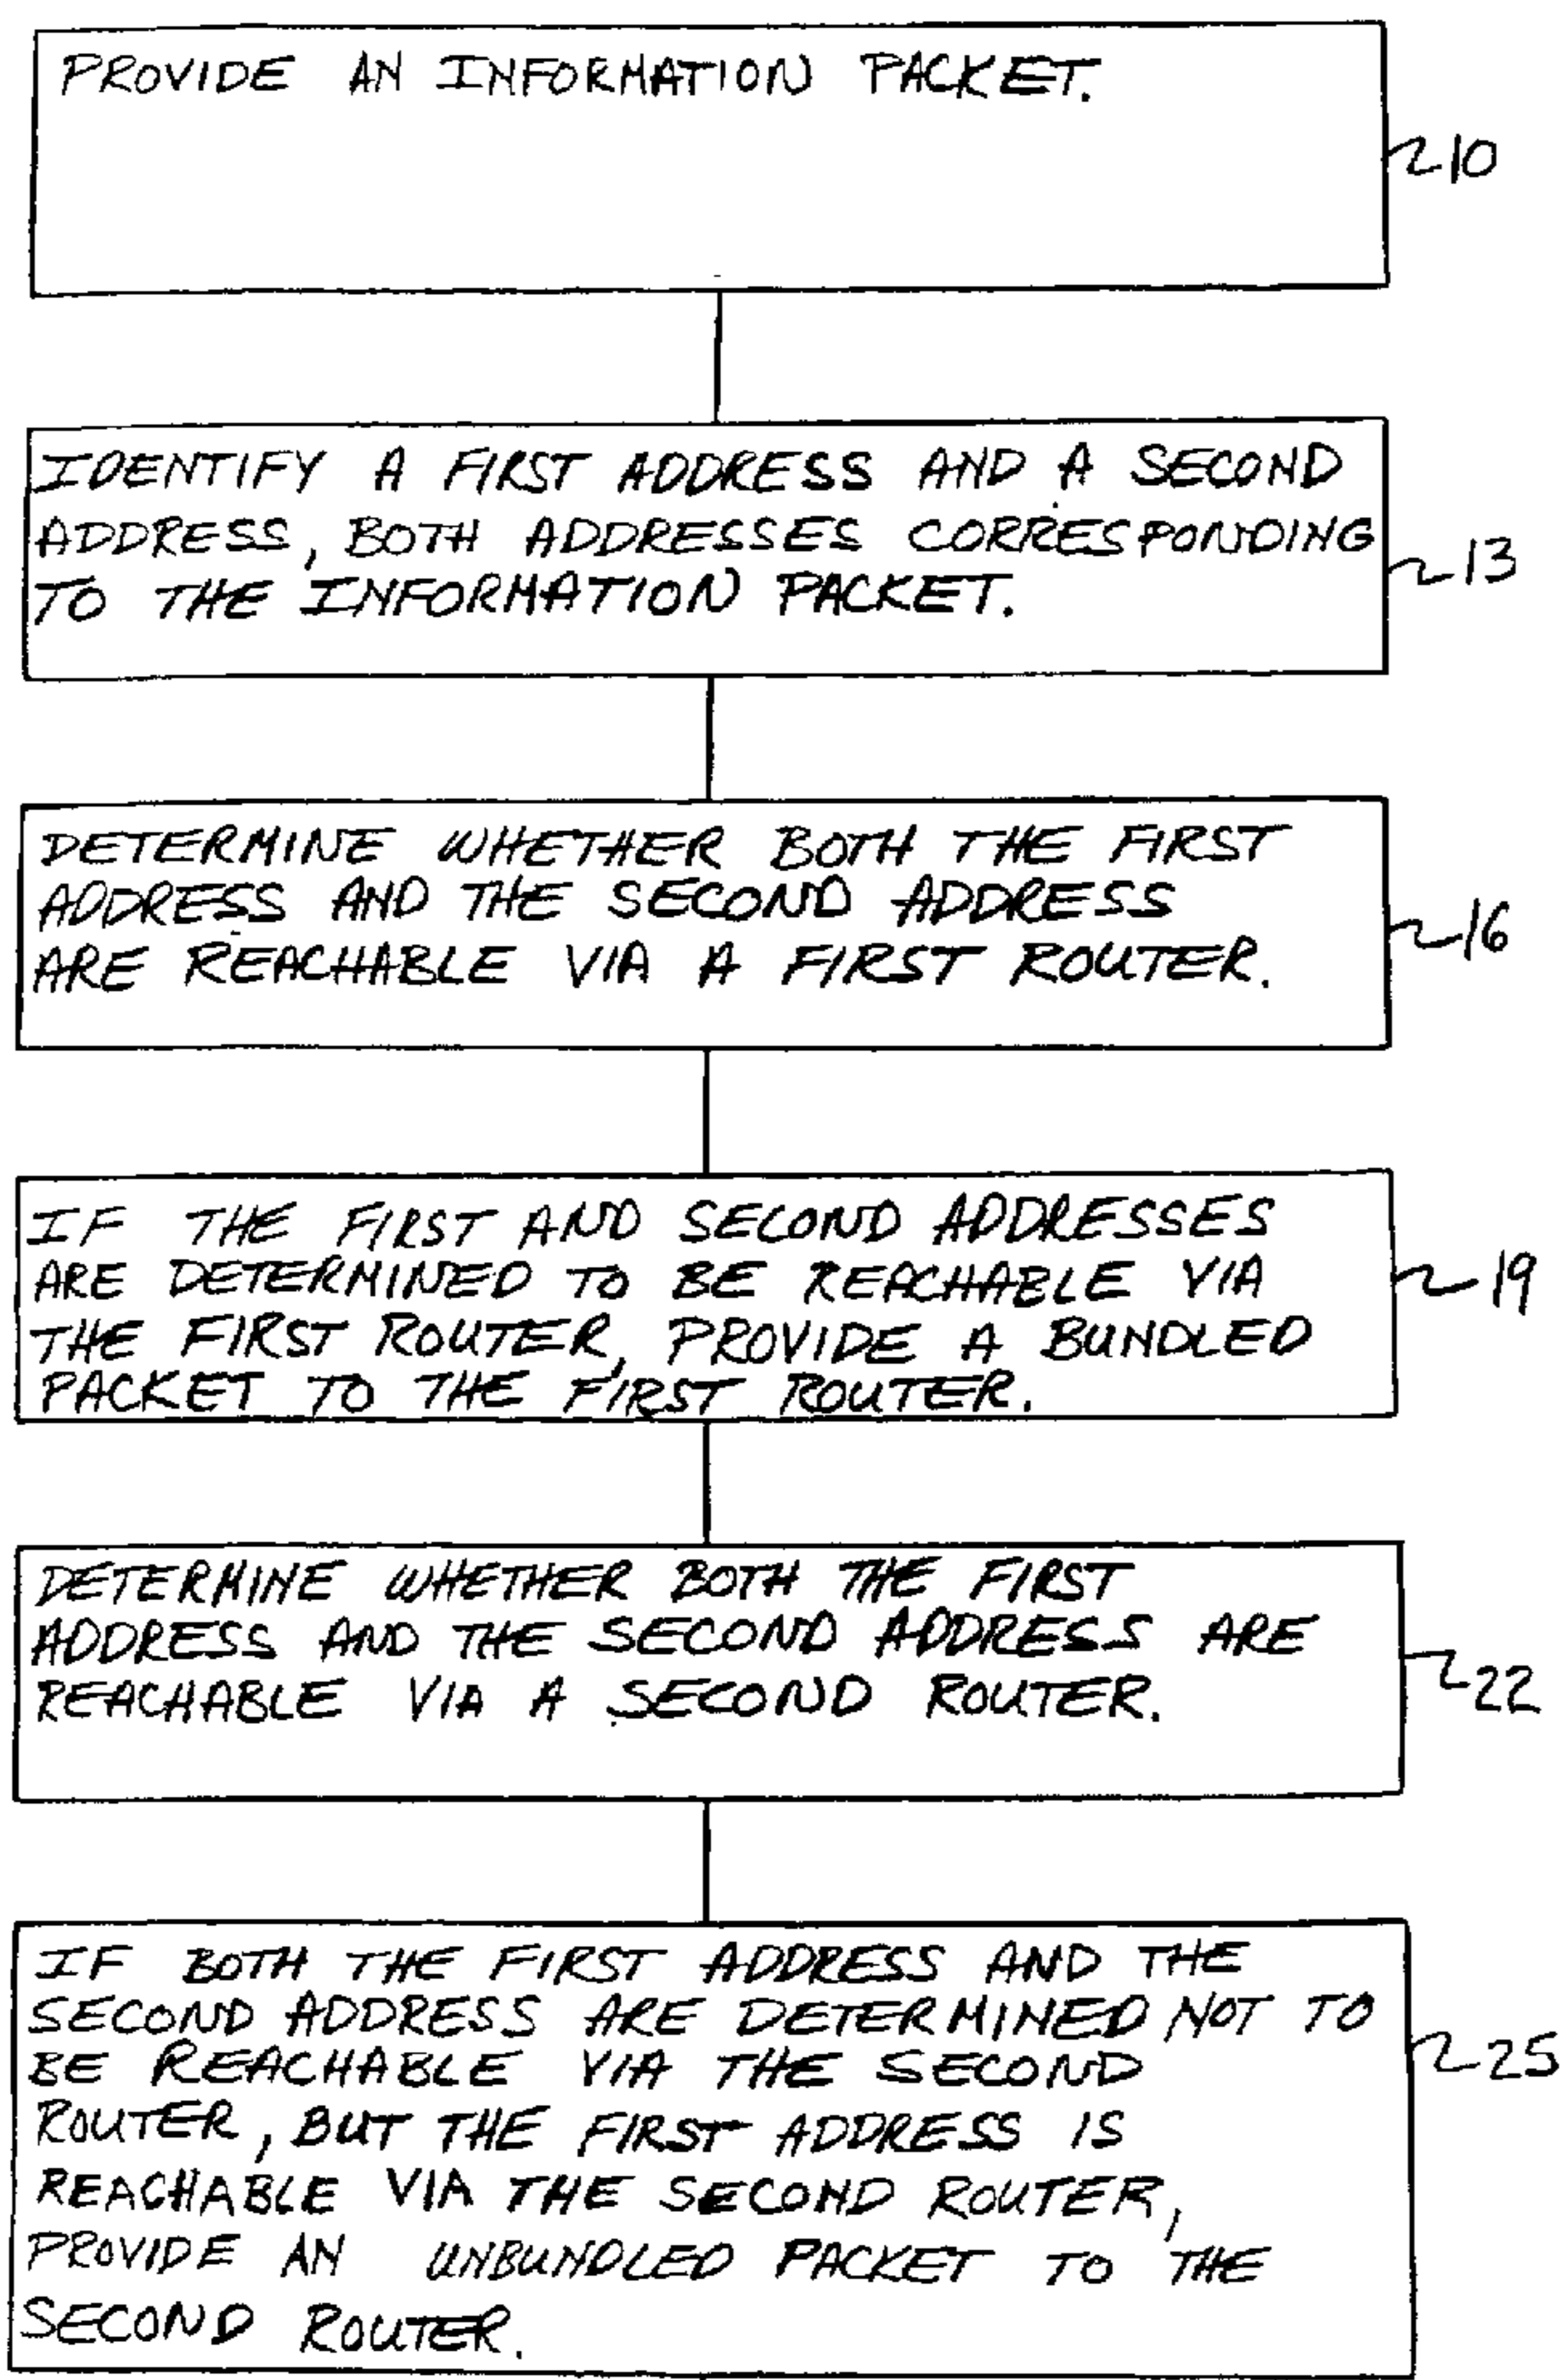 PROVIDE AN INFORMATION PACKET.
10
IDENTIFY A FIRST ADDRESS AND A SECOND
ADDRESS, BOTH ADDRESSES CORRESPONDING
TO THE INFORMATION PACKET.
13
DETERMINE WHETHER BOTH THE FIRST
ADDRESS AND THE SECOND ADDRESS
ARE REACHABLE VIA A FIRST ROUTER.
16
IF THE FIRST AND SECOND ADDRESSES
ARE DETERMINED TO BE REACHABLE VIA
THE FIRST ROUTER, PROVIDE A BUNDLED
PACKET TO THE FIRST ROUTER.
19
DETERMINE WHETHER BOTH THE FIRST
ADDRESS AND THE SECOND ADDRESS ARE
REACHABLE VIA A SECOND ROUTER.
22
IF BOTH THE FIRST ADDRESS AND THE
SECOND ADDRESS ARE DETERMINED NOT TO
BE REACHABLE VIA THE SECOND
ROUTER, BUT THE FIRST ADDRESS IS
REACHABLE VIA THE SECOND ROUTER,
PROVIDE AN UNBUNDLED PACKET TO THE
SECOND ROUTER.
25